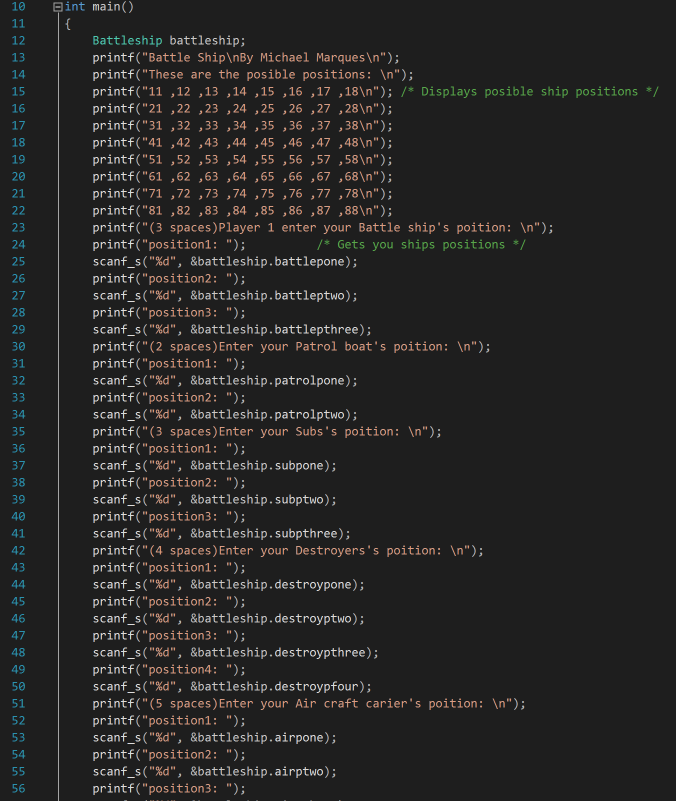 10 int main()
11 {
12 Battleship battleship;
13 printf("Battle Ship\nBy Michael Marques\n");
14 printf("These are the posible positions: \n");
15 printf("11 ,12 ,13 ,14 ,15 ,16 ,17 ,18\n"); /* Displays posible ship positions */
16 printf("21 ,22 ,23 ,24 ,25 ,26 ,27 ,28\n");
17 printf("31 ,32 ,33 ,34 ,35 ,36 ,37 ,38\n");
18 printf("41 ,42 ,43 ,44 ,45 ,46 ,47 ,48\n");
19 printf("51 ,52 ,53 ,54 ,55 ,56 ,57 ,58\n");
20 printf("61 ,62 ,63 ,64 ,65 ,66 ,67 ,68\n");
21 printf("71 ,72 ,73 ,74 ,75 ,76 ,77 ,78\n");
22 printf("81 ,82 ,83 ,84 ,85 ,86 ,87 ,88\n");
23 printf("(3 spaces)Player 1 enter your Battle ship's poition: \n");
24 printf("position1: "); /* Gets you ships positions */
25 scanf_s("%d", &battleship.battlepone);
26 printf("position2: ");
27 scanf_s("%d", &battleship.battleptwo);
28 printf("position3: ");
29 scanf_s("%d", &battleship.battlepthree);
30 printf("(2 spaces)Enter your Patrol boat's poition: \n");
31 printf("position1: ");
32 scanf_s("%d", &battleship.patrolpone);
33 printf("position2: ");
34 scanf_s("%d", &battleship.patrolptwo);
35 printf("(3 spaces)Enter your Subs's poition: \n");
36 printf("position1: ");
37 scanf_s("%d", &battleship.subpone);
38 printf("position2: ");
39 scanf_s("%d", &battleship.subptwo);
40 printf("position3: ");
41 scanf_s("%d", &battleship.subpthree);
42 printf("(4 spaces)Enter your Destroyers's poition: \n");
43 printf("position1: ");
44 scanf_s("%d", &battleship.destroypone);
45 printf("position2: ");
46 scanf_s("%d", &battleship.destroyptwo);
47 printf("position3: ");
48 scanf_s("%d", &battleship.destroypthree);
49 printf("position4: ");
50 scanf_s("%d", &battleship.destroypfour);
51 printf("(5 spaces)Enter your Air craft carier's poition: \n");
52 printf("position1: ");
53 scanf_s("%d", &battleship.airpone);
54 printf("position2: ");
55 scanf_s("%d", &battleship.airptwo);
56 printf("position3: ");